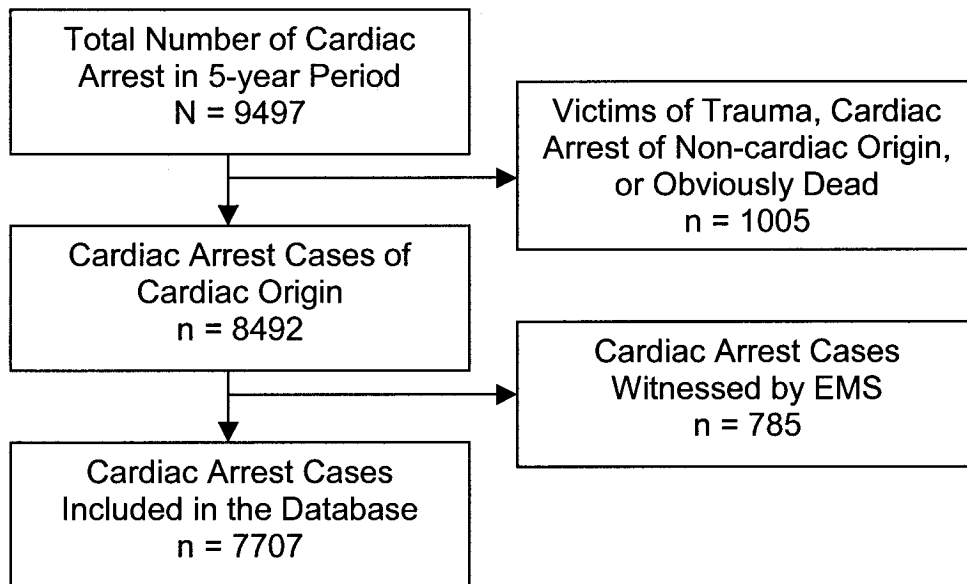 Total Number of Cardiac
Arrest in 5-year Period
N = 9497
Victims of Trauma, Cardiac
Arrest of Non-cardiac Origin,
or Obviously Dead
n = 1005
Cardiac Arrest Cases of
Cardiac Origin
n = 8492
Cardiac Arrest Cases
Witnessed by EMS
n = 785
Cardiac Arrest Cases
Included in the Database
n = 7707